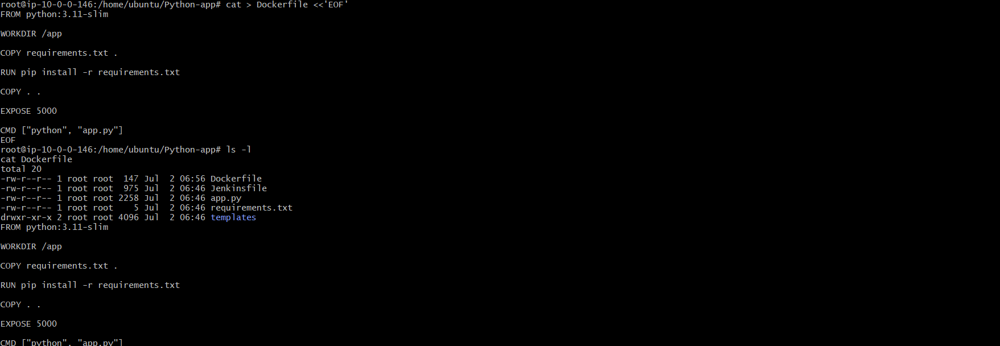 root@ip-10-0-0-146:/home/ubuntu/Python-app# cat > Dockerfile <<'EOF'
FROM python:3.11-slim
WORKDIR /app
COPY requirements.txt .
RUN pip install -r requirements.txt
COPY . .
EXPOSE 5000
CMD ["python", "app.py"]
EOF
root@ip-10-0-0-146:/home/ubuntu/Python-app# ls -l
cat Dockerfile
total 20
-rw-r--r-- 1 root root  147 Jul  2 06:56 Dockerfile
-rw-r--r-- 1 root root  975 Jul  2 06:46 Jenkinsfile
-rw-r--r-- 1 root root 2258 Jul  2 06:46 app.py
-rw-r--r-- 1 root root    5 Jul  2 06:46 requirements.txt
drwxr-xr-x 2 root root 4096 Jul  2 06:46 templates
FROM python:3.11-slim
WORKDIR /app
COPY requirements.txt .
RUN pip install -r requirements.txt
COPY . .
EXPOSE 5000
CMD ["python", "app.py"]